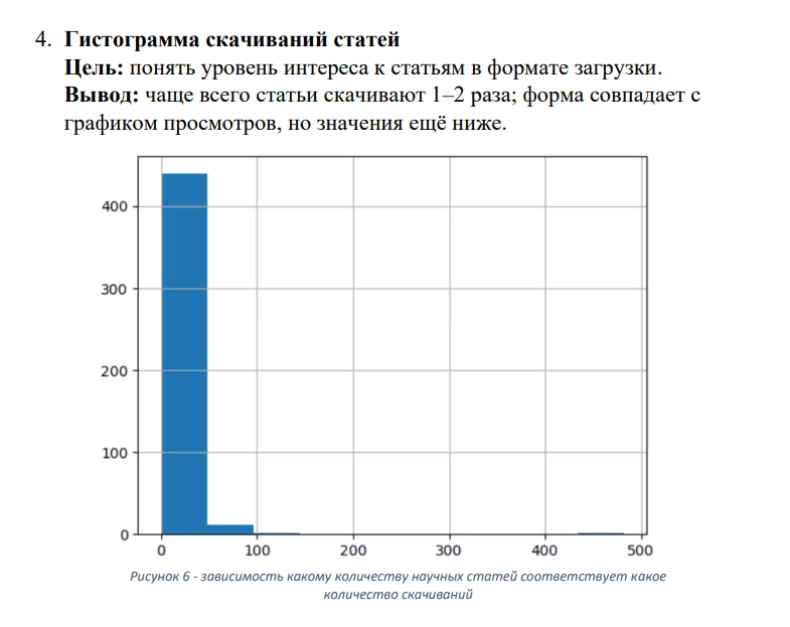 4. Гистограмма скачиваний статей
Цель: понять уровень интереса к статьям в формате загрузки.
Вывод: чаще всего статьи скачивают 1–2 раза; форма совпадает с
графиком просмотров, но значения ещё ниже.
400
300
200
100
0
0 100 200 300 400 500
Рисунок 6 - зависимость какому количеству научных статей соответствует какое
количество скачиваний